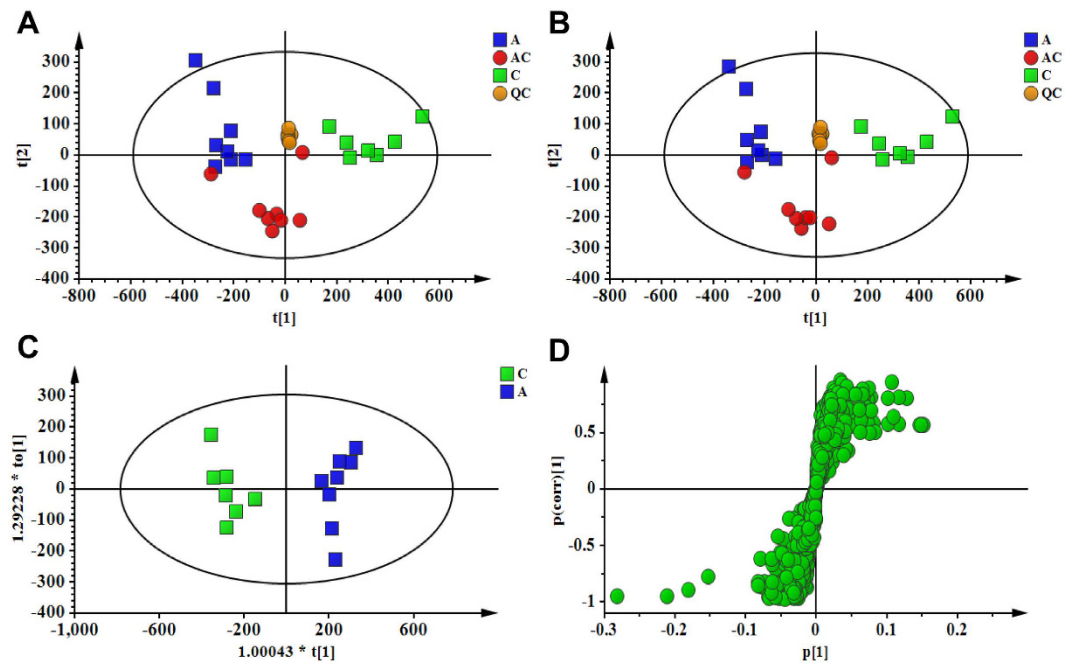 A
t[2]
300
200
100
0
-100
-200
-300
-400
-800
-600
-400
-200
0
200
400
600
t[1]
A
AC
C
QC
B
t[2]
300
200
100
0
-100
-200
-300
-400
-800
-600
-400
-200
0
200
400
600
t[1]
A
AC
C
QC
C
1.29228 * to[1]
300
200
100
0
-100
-200
-300
-400
-1,000
-600
-200
200
600
1.00043 * t[1]
C
A
D
p(corr)[1]
0.5
0
-0.5
-1
-0.3
-0.2
-0.1
0
0.1
0.2
p[1]